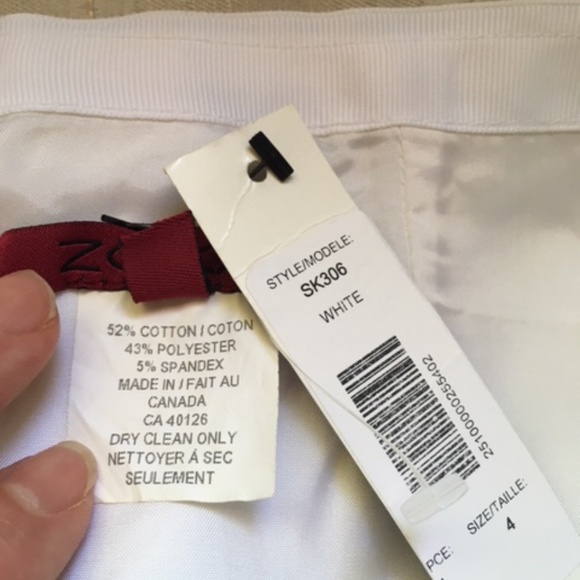 52% COTTON / COTON
43% POLYESTER
5% SPANDEX
MADE IN / FAIT AU
CANADA
CA 40126
DRY CLEAN ONLY
NETTOYER Á SEC
SEULEMENT
STYLE/MODELE:
SK306
WHITE
2510000000255402
SIZE/TAILLE:
4
PCE: